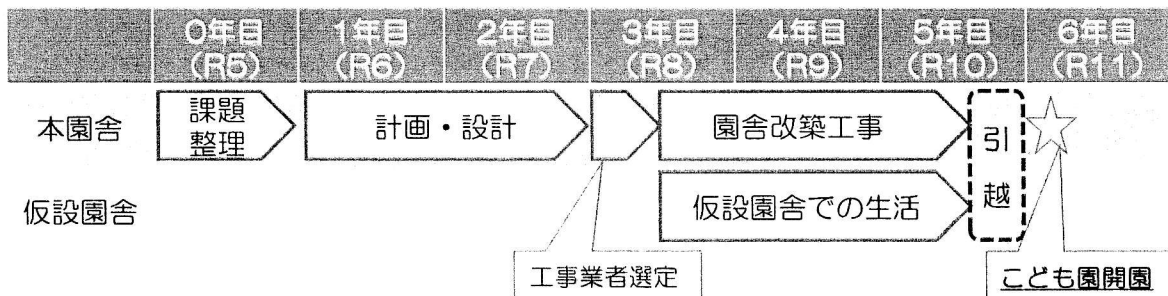 0年目 1年目 2年目 3年目 4年目 5年目 6年目
(R5) (R6) (R7) (R8) (R9) (R10) (R11)
本園舎
課題
整理
計画・設計
園舎改築工事
引
越
仮設園舎
仮設園舎での生活
工事業者選定
こども園開園